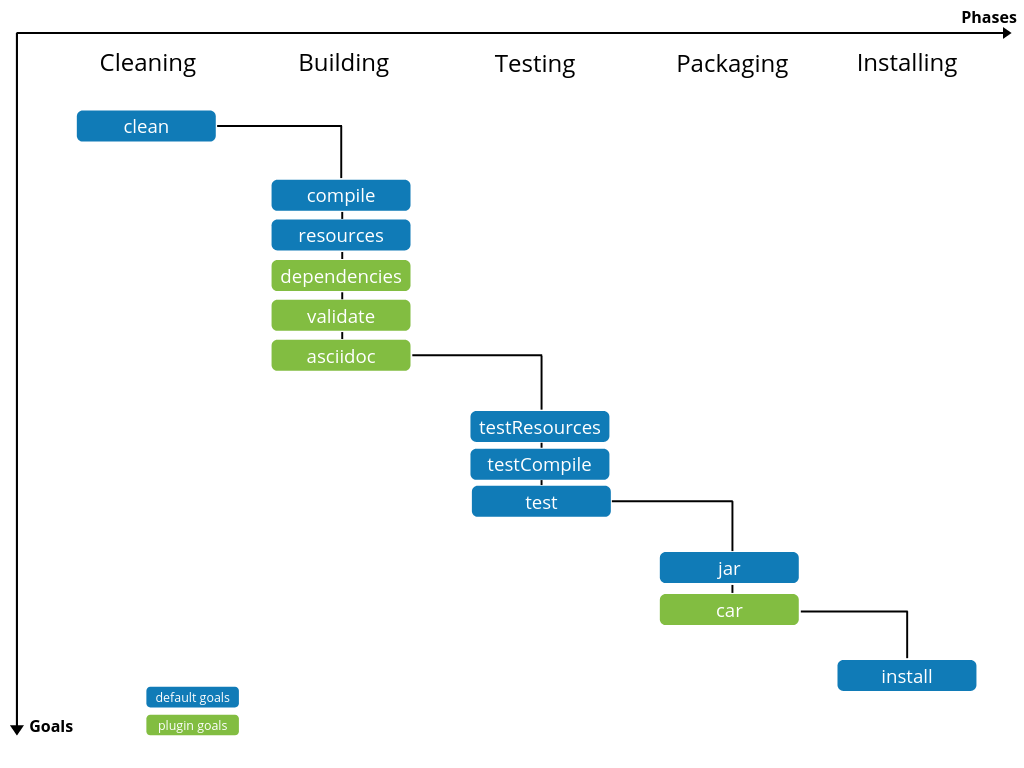 Phases
Cleaning
Building
Testing
Packaging
Installing
clean
compile
resources
dependencies
validate
asciidoc
testResources
testCompile
test
jar
car
install
default goals
plugin goals
Goals